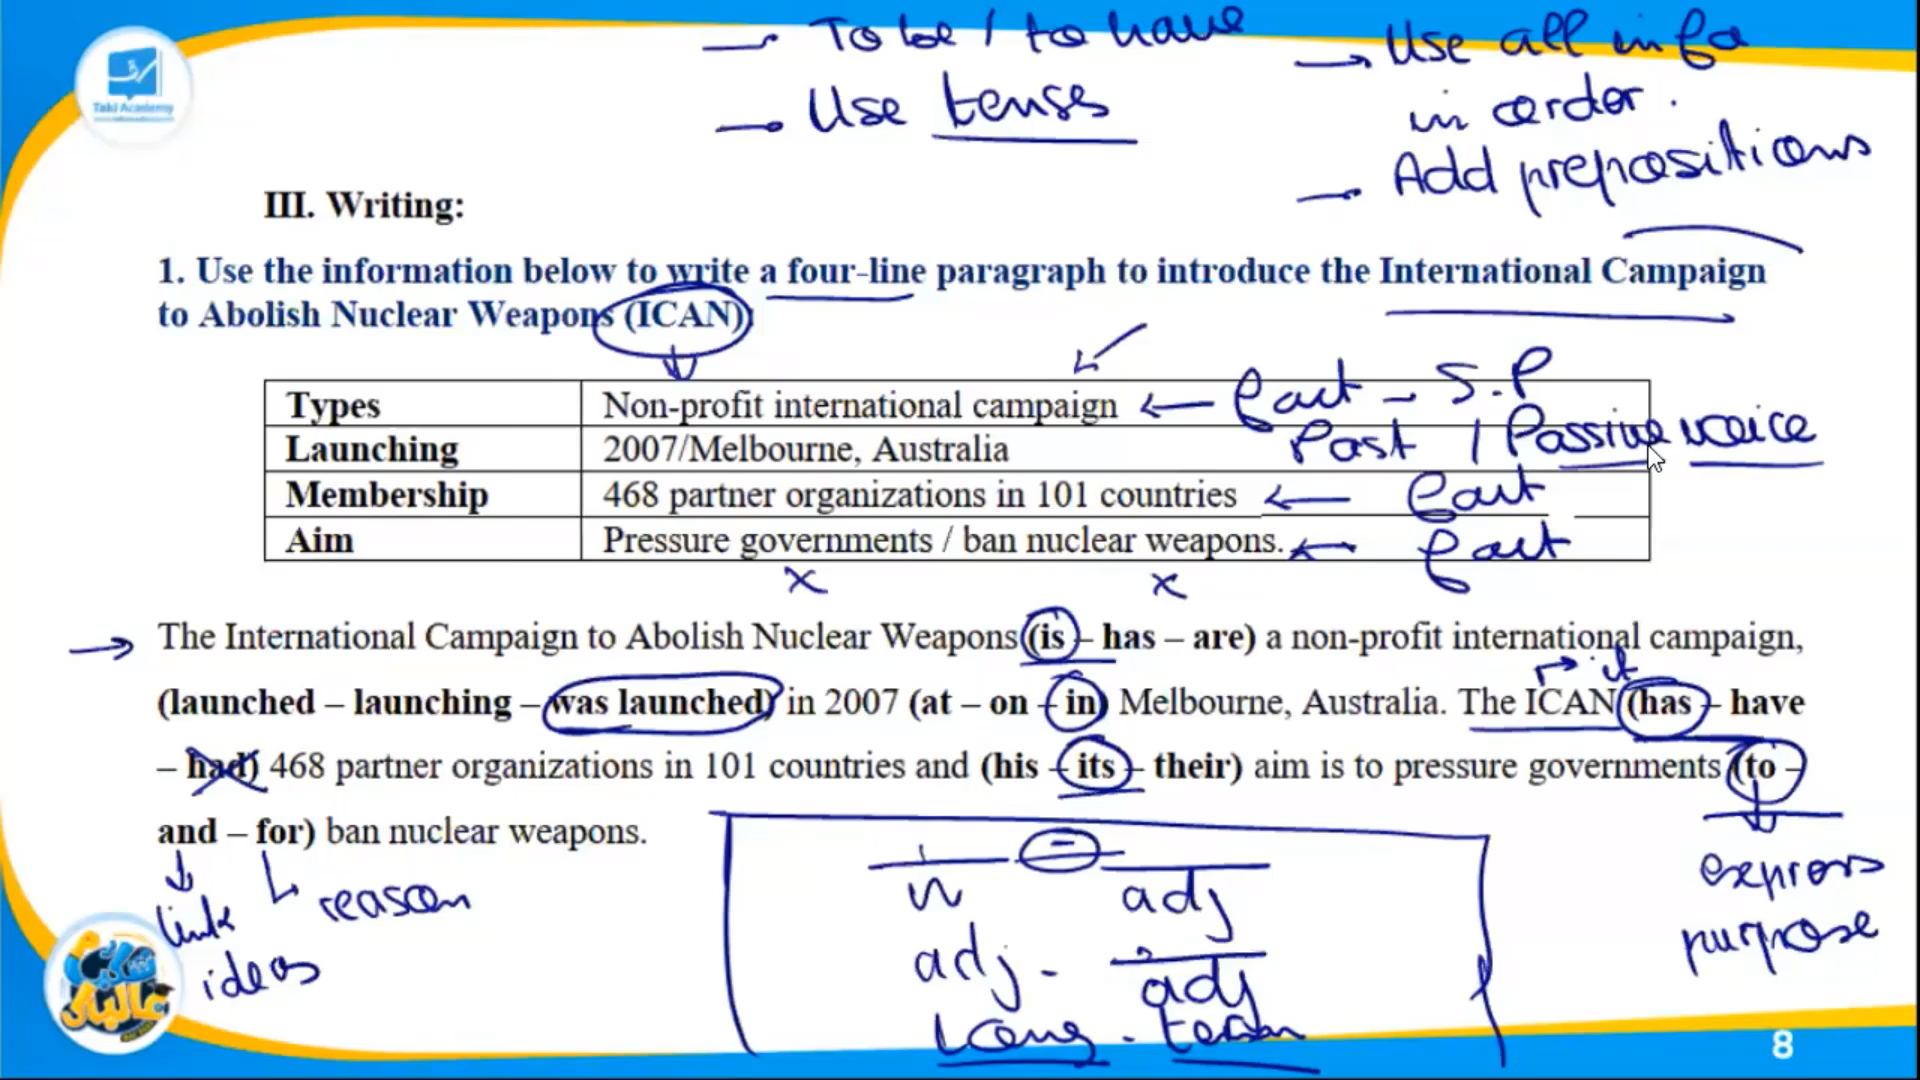 → To be / to have
→ Use tenses
→ Use all info
in order.
→ Add prepositions
Taki Academy
III. Writing:
1. Use the information below to write a four-line paragraph to introduce the International Campaign
to Abolish Nuclear Weapons (ICAN):
Types Non-profit international campaign ← fact → S.P
Launching 2007/Melbourne, Australia Past / Passive voice
Membership 468 partner organizations in 101 countries ← fact
Aim Pressure governments / ban nuclear weapons. ← fact
x x
→ The International Campaign to Abolish Nuclear Weapons (is – has – are) a non-profit international campaign,
it
(launched – launching – was launched) in 2007 (at – on – in) Melbourne, Australia. The ICAN (has – have
– had) 468 partner organizations in 101 countries and (his – its – their) aim is to pressure governments (to –
and – for) ban nuclear weapons.
link
ideas
reason
n - adj
adj - adj
Long - term
express
purpose
8